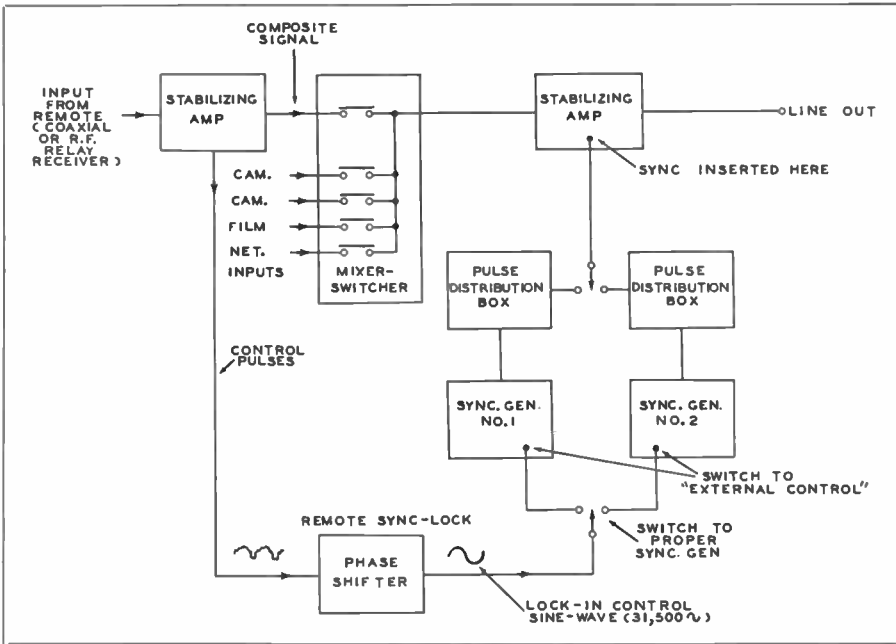 COMPOSITE
SIGNAL
INPUT
FROM
REMOTE
(COAXIAL
OR R.F.
RELAY
RECEIVER)
STABILIZING
AMP
STABILIZING
AMP
LINE OUT
SYNC INSERTED HERE
CAM.
CAM.
FILM
NET.
INPUTS
MIXER-
SWITCHER
PULSE
DISTRIBUTION
BOX
PULSE
DISTRIBUTION
BOX
CONTROL
PULSES
SYNC. GEN.
NO.1
SYNC. GEN.
NO. 2
SWITCH TO
"EXTERNAL CONTROL"
REMOTE SYNC-LOCK
SWITCH TO
PROPER
SYNC. GEN
PHASE
SHIFTER
LOCK-IN CONTROL
SINE-WAVE (31,500∿)